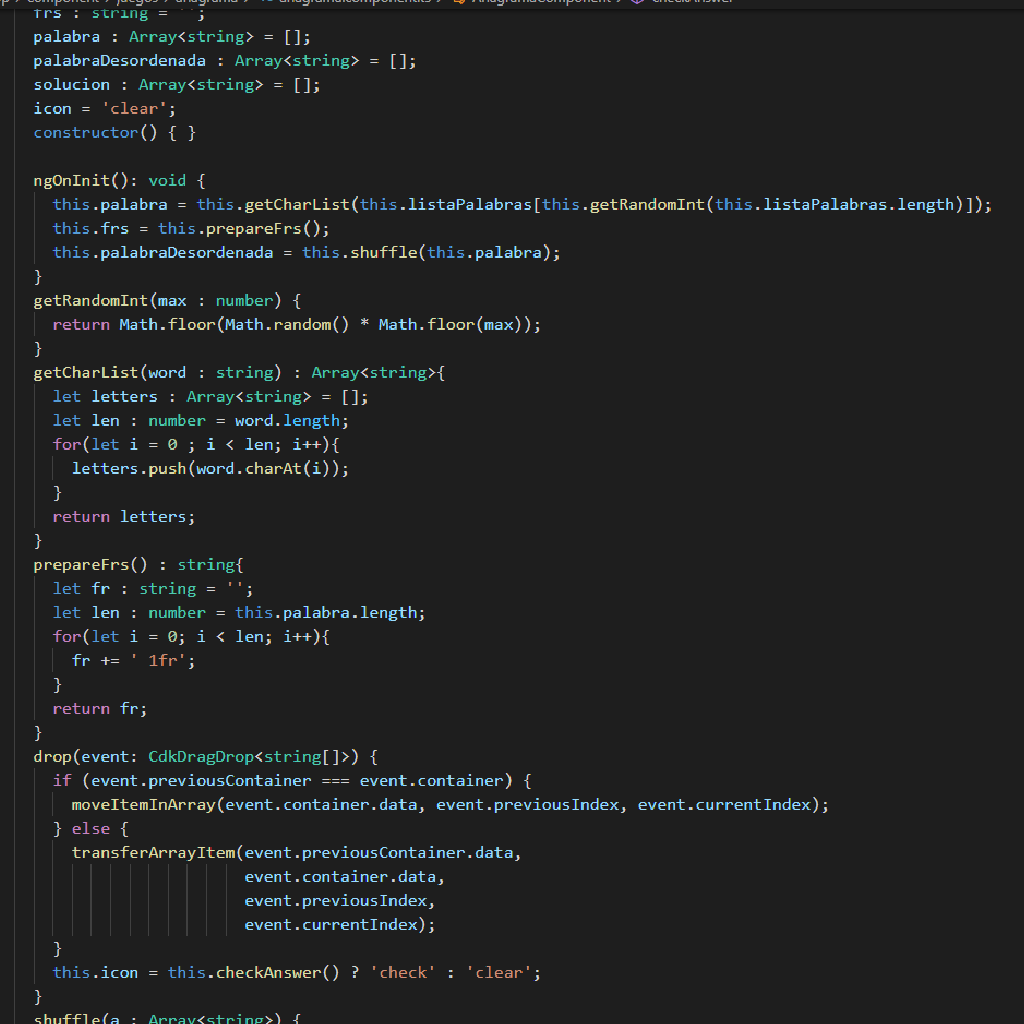 palabra : Array<string> = [];
palabraDesordenada : Array<string> = [];
solucion : Array<string> = [];
icon = 'clear';
constructor() { }
ngOnInit(): void {
this.palabra = this.getCharList(this.listaPalabras[this.getRandomInt(this.listaPalabras.length)]);
this.frs = this.prepareFrs();
this.palabraDesordenada = this.shuffle(this.palabra);
}
getRandomInt(max : number) {
return Math.floor(Math.random() * Math.floor(max));
}
getCharList(word : string) : Array<string>{
let letters : Array<string> = [];
let len : number = word.length;
for(let i = 0 ; i < len; i++){
letters.push(word.charAt(i));
}
return letters;
}
prepareFrs() : string{
let fr : string = '';
let len : number = this.palabra.length;
for(let i = 0; i < len; i++){
fr += ' 1fr';
}
return fr;
}
drop(event: CdkDragDrop<string[]>) {
if (event.previousContainer === event.container) {
moveItemInArray(event.container.data, event.previousIndex, event.currentIndex);
} else {
transferArrayItem(event.previousContainer.data,
event.container.data,
event.previousIndex,
event.currentIndex);
}
this.icon = this.checkAnswer() ? 'check' : 'clear';
}
shuffle(a : Array<string>) {